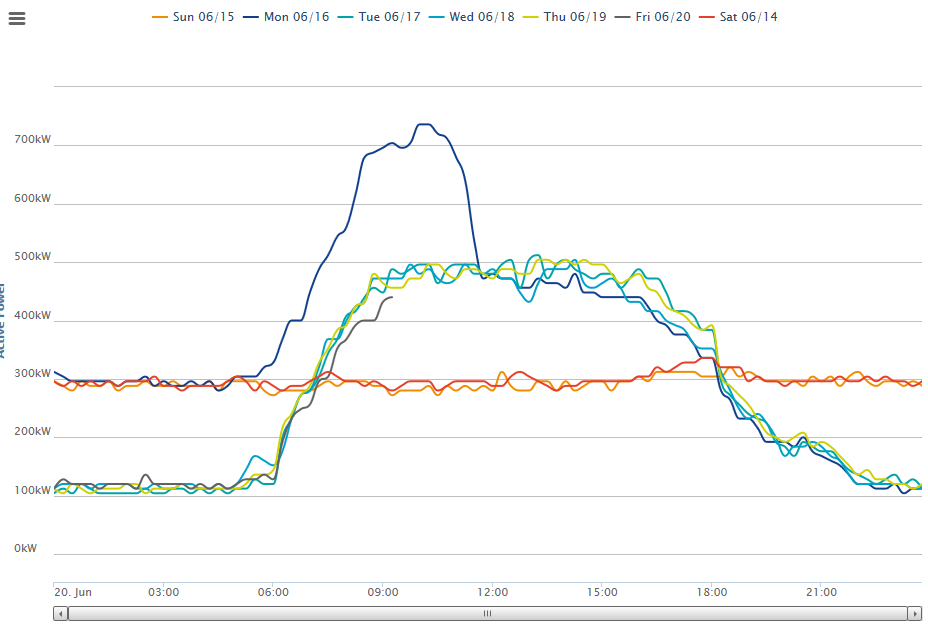 Sun 06/15 Mon 06/16 Tue 06/17 Wed 06/18 Thu 06/19 Fri 06/20 Sat 06/14
700kW
600kW
500kW
400kW
300kW
200kW
100kW
0kW
Active Power
20. Jun 03:00 06:00 09:00 12:00 15:00 18:00 21:00